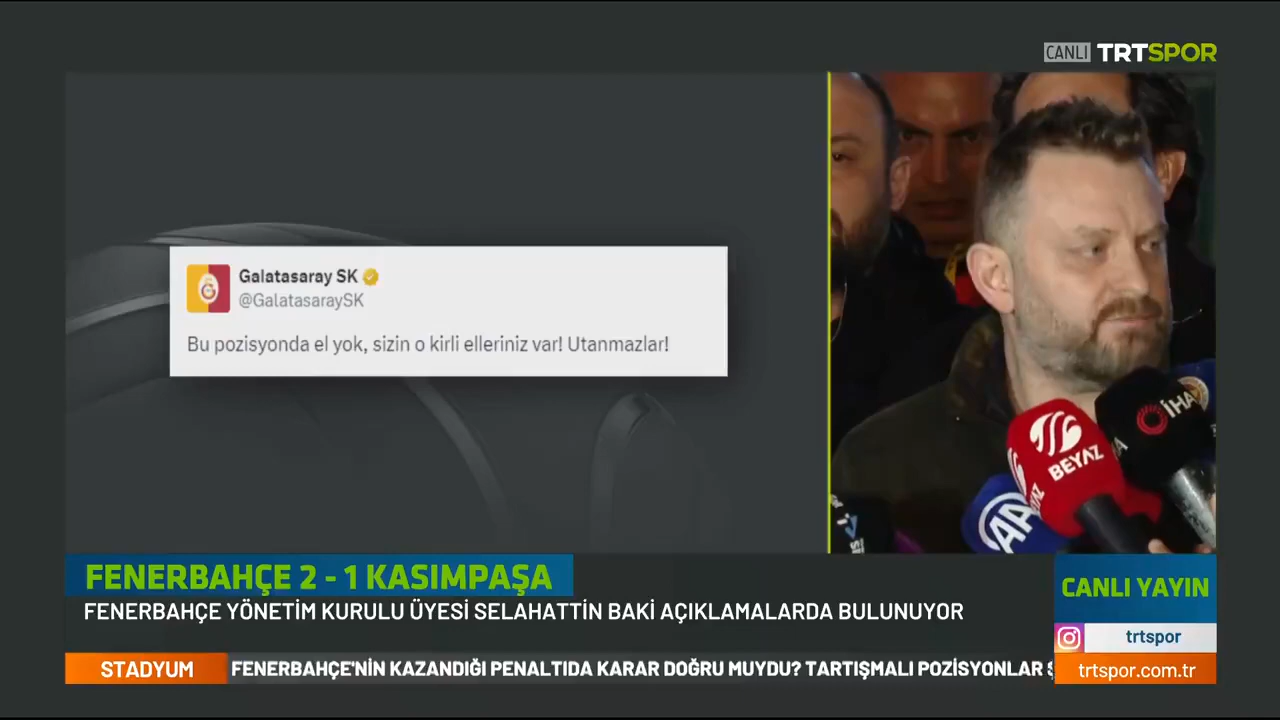 CANLI TRTSPOR
Galatasaray SK
@GalatasaraySK
Bu pozisyonda el yok, sizin o kirli elleriniz var! Utanmazlar!
BEYAZ
İHA
AA
FENERBAHÇE 2 - 1 KASIMPAŞA
CANLI YAYIN
FENERBAHÇE YÖNETİM KURULU ÜYESİ SELAHATTİN BAKİ AÇIKLAMALARDA BULUNUYOR
trtspor
STADYUM
FENERBAHÇE'NİN KAZANDIĞI PENALTIDA KARAR DOĞRU MUYDU? TARTIŞMALI POZİSYONLAR Ş
trtspor.com.tr